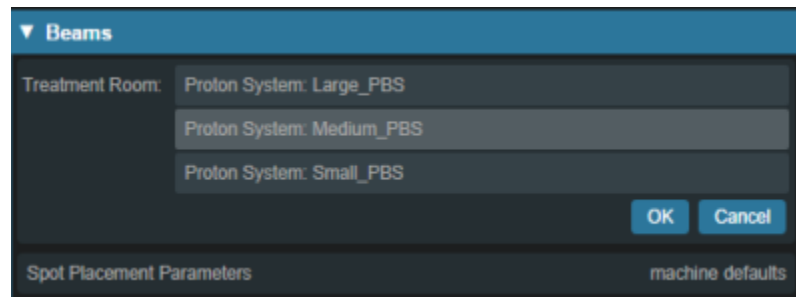 ▼ Beams
Treatment Room: Proton System: Large_PBS
Proton System: Medium_PBS
Proton System: Small_PBS
OK Cancel
Spot Placement Parameters machine defaults